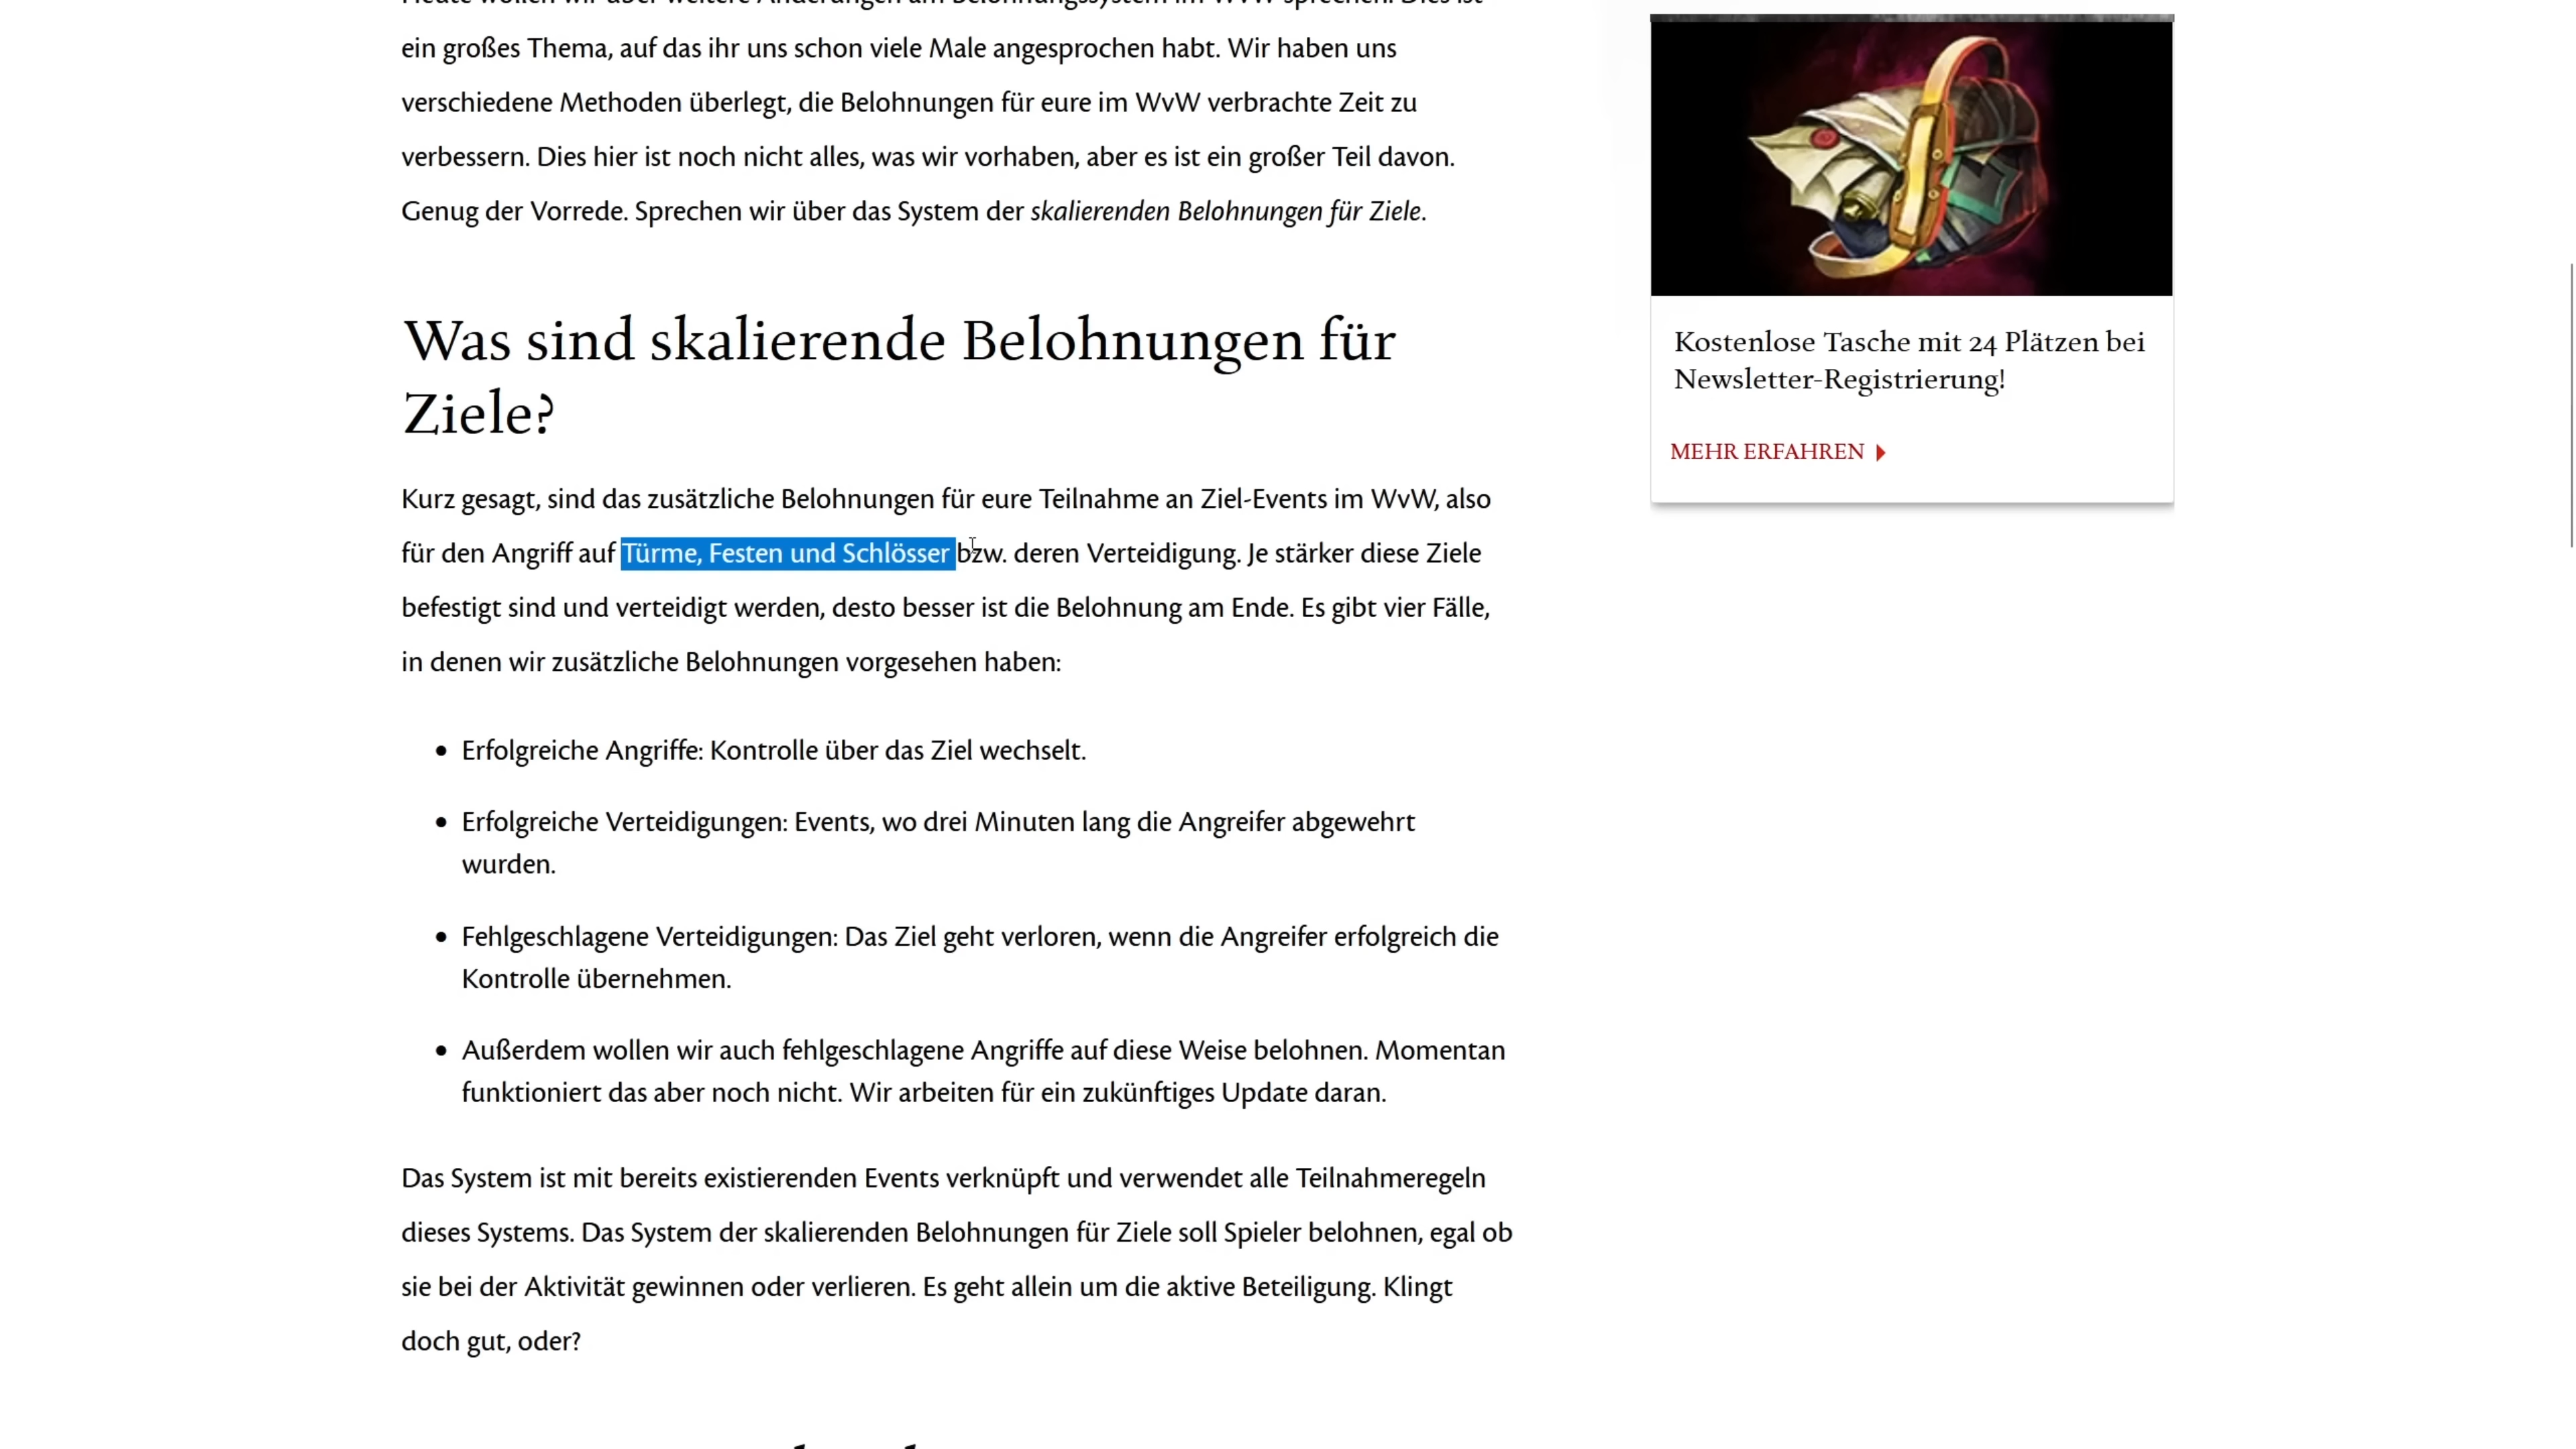 ein großes Thema, auf das ihr uns schon viele Male angesprochen habt. Wir haben uns
verschiedene Methoden überlegt, die Belohnungen für eure im WvW verbrachte Zeit zu
verbessern. Dies hier ist noch nicht alles, was wir vorhaben, aber es ist ein großer Teil davon.
Genug der Vorrede. Sprechen wir über das System der skalierenden Belohnungen für Ziele.
Was sind skalierende Belohnungen für
Ziele?
Kurz gesagt, sind das zusätzliche Belohnungen für eure Teilnahme an Ziel-Events im WvW, also
für den Angriff auf Türme, Festen und Schlösser bzw. deren Verteidigung. Je stärker diese Ziele
befestigt sind und verteidigt werden, desto besser ist die Belohnung am Ende. Es gibt vier Fälle,
in denen wir zusätzliche Belohnungen vorgesehen haben:
• Erfolgreiche Angriffe: Kontrolle über das Ziel wechselt.
• Erfolgreiche Verteidigungen: Events, wo drei Minuten lang die Angreifer abgewehrt
wurden.
• Fehlgeschlagene Verteidigungen: Das Ziel geht verloren, wenn die Angreifer erfolgreich die
Kontrolle übernehmen.
• Außerdem wollen wir auch fehlgeschlagene Angriffe auf diese Weise belohnen. Momentan
funktioniert das aber noch nicht. Wir arbeiten für ein zukünftiges Update daran.
Das System ist mit bereits existierenden Events verknüpft und verwendet alle Teilnahmeregeln
dieses Systems. Das System der skalierenden Belohnungen für Ziele soll Spieler belohnen, egal ob
sie bei der Aktivität gewinnen oder verlieren. Es geht allein um die aktive Beteiligung. Klingt
doch gut, oder?
Kostenlose Tasche mit 24 Plätzen bei
Newsletter-Registrierung!
MEHR ERFAHREN